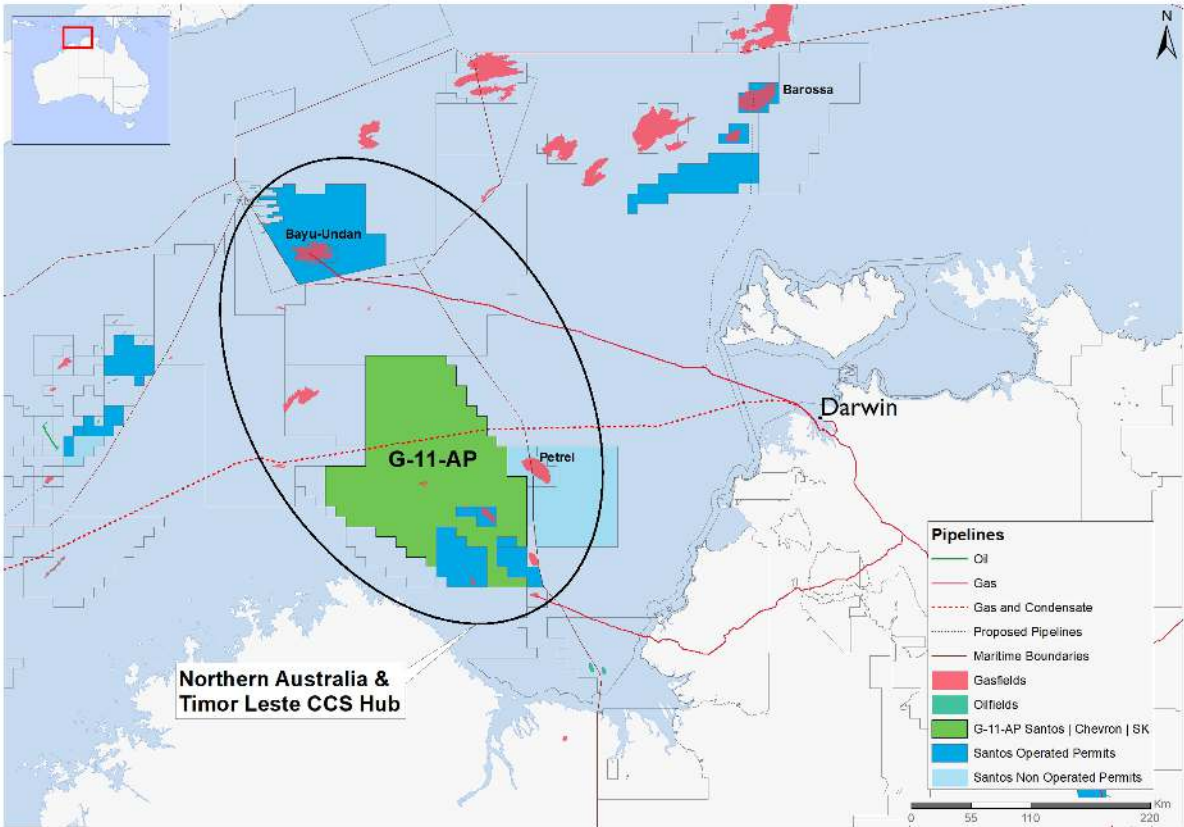 N
Barossa
Bayu-Undan
Darwin
G-11-AP
Petrel
Northern Australia &
Timor Leste CCS Hub
Pipelines
Oil
Gas
Gas and Condensate
Proposed Pipelines
Maritime Boundaries
Gasfields
Oilfields
G-11-AP Santos | Chevron | SK
Santos Operated Permits
Santos Non Operated Permits
Km
0 55 110 220